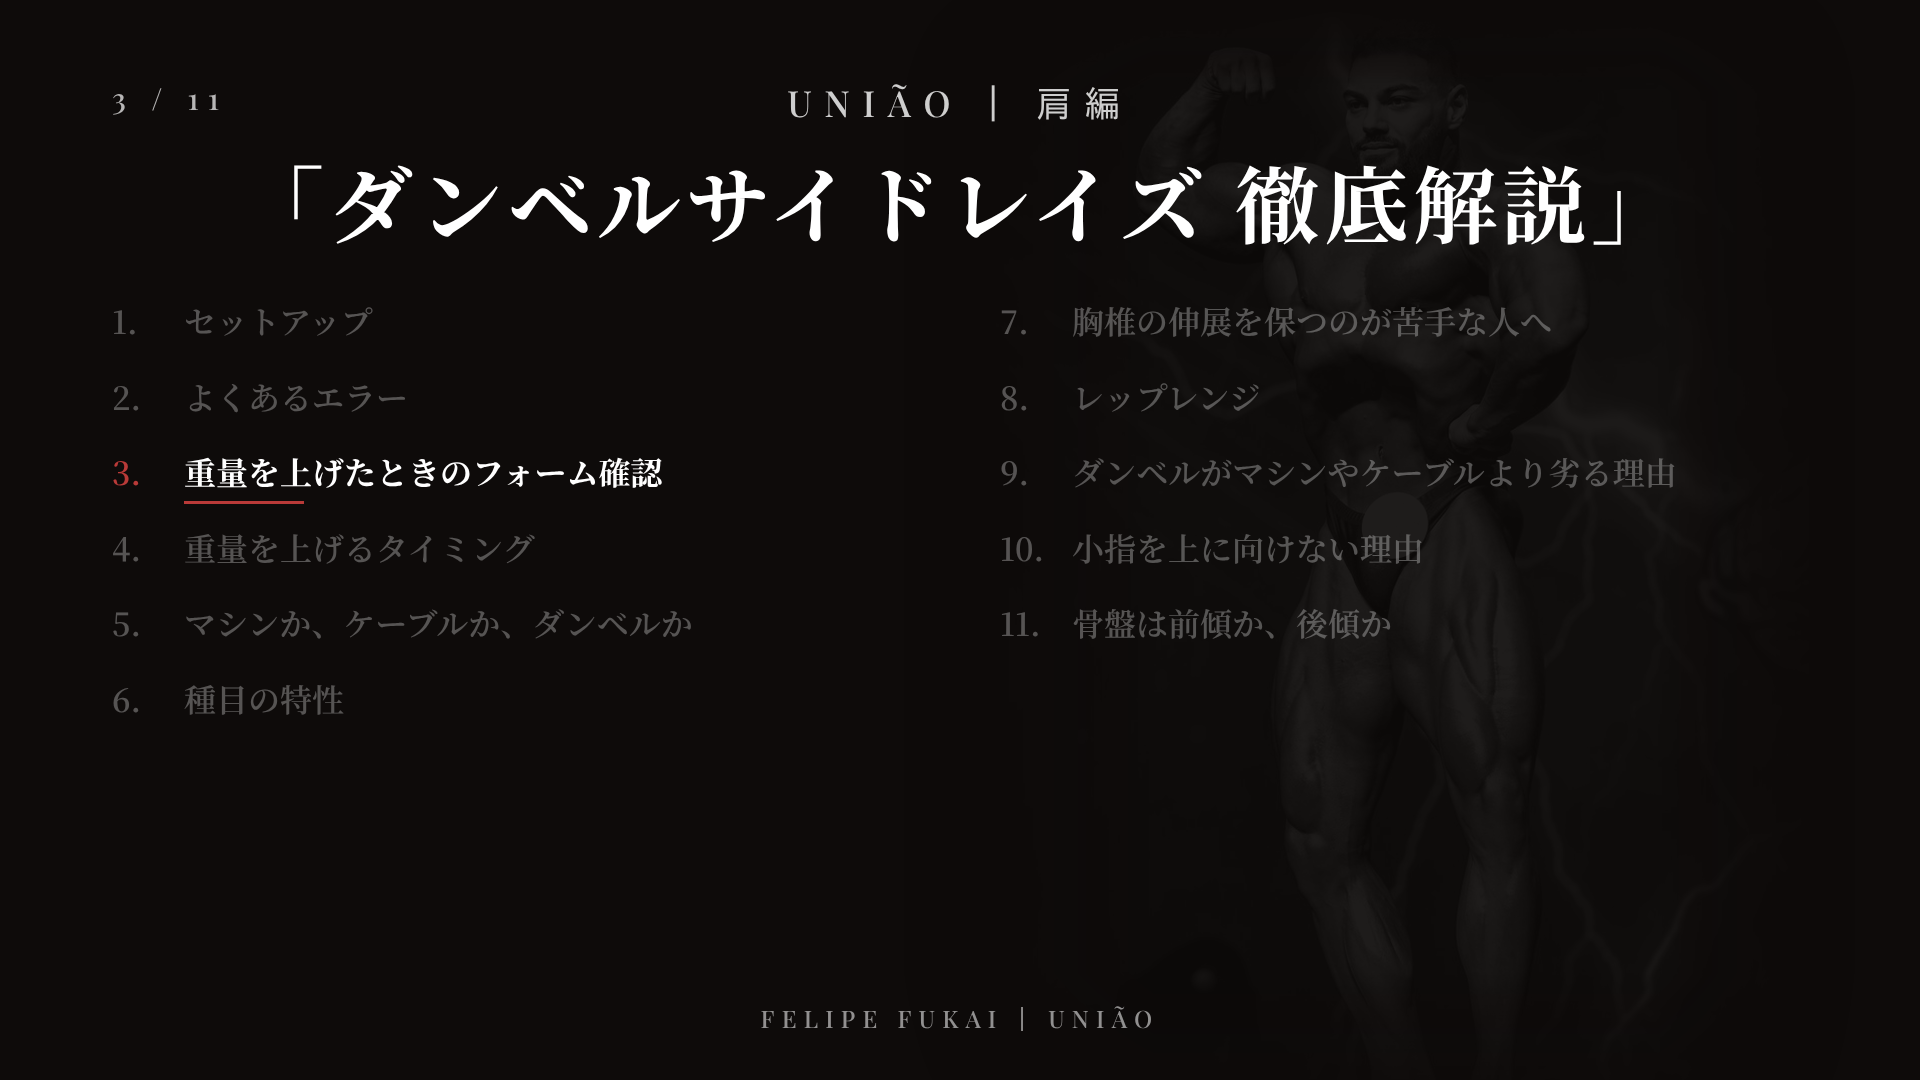 3 / 11
UNIÃO | 肩編
「ダンベルサイドレイズ 徹底解説」
1. セットアップ
2. よくあるエラー
3. 重量を上げたときのフォーム確認
4. 重量を上げるタイミング
5. マシンか、ケーブルか、ダンベルか
6. 種目の特性
7. 胸椎の伸展を保つのが苦手な人へ
8. レップレンジ
9. ダンベルがマシンやケーブルより劣る理由
10. 小指を上に向けない理由
11. 骨盤は前傾か、後傾か
FELIPE FUKAI | UNIÃO